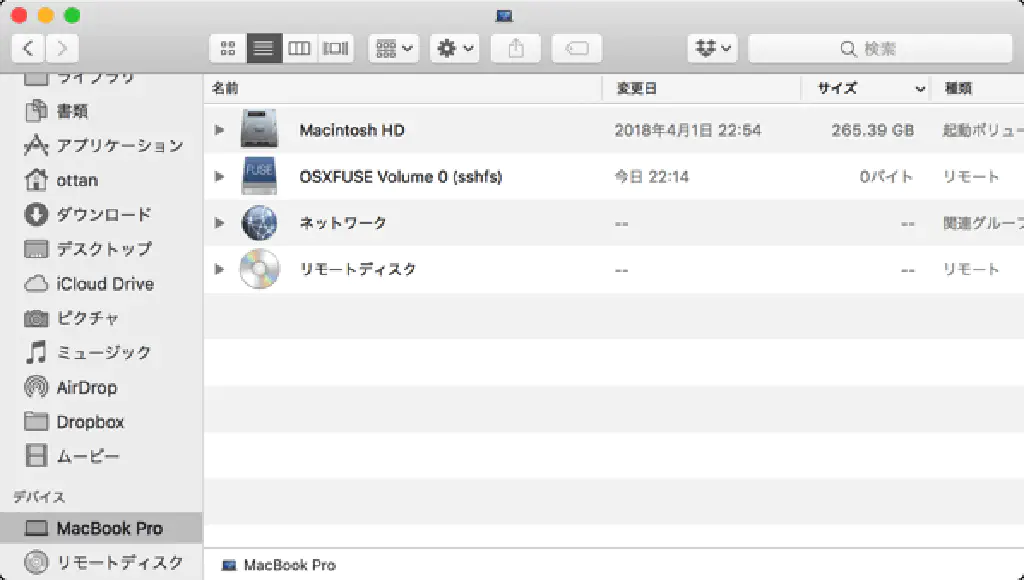 検索
ライブラリ
書類
アプリケーション
ottan
ダウンロード
デスクトップ
iCloud Drive
ピクチャ
ミュージック
AirDrop
Dropbox
ムービー
デバイス
MacBook Pro
リモートディスク
名前 変更日 サイズ 種類
Macintosh HD 2018年4月1日 22:54 265.39 GB 起動ボリュー
FUSE
OSXFUSE Volume 0 (sshfs) 今日 22:14 0バイト リモート
ネットワーク -- -- 関連グループ
リモートディスク -- -- リモート
MacBook Pro